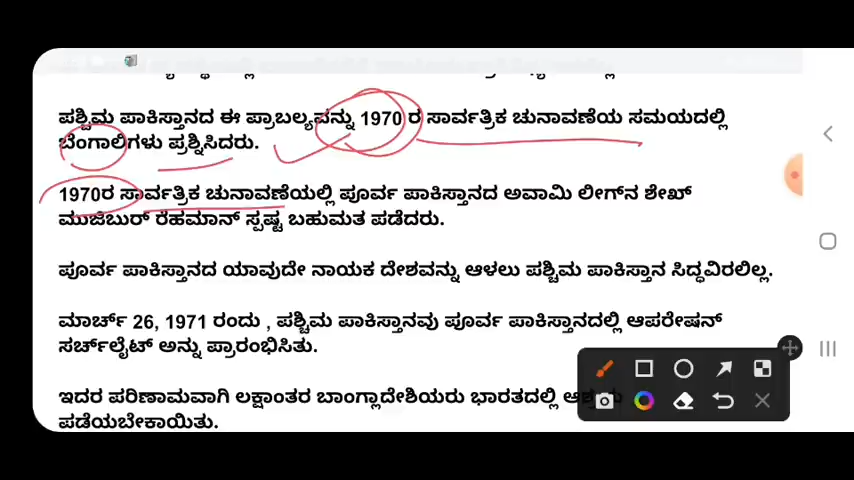 ಪಶ್ಚಿಮ ಪಾಕಿಸ್ತಾನದ ಈ ಪ್ರಾಬಲ್ಯವನ್ನು 1970 ರ ಸಾರ್ವತ್ರಿಕ ಚುನಾವಣೆಯ ಸಮಯದಲ್ಲಿ
ಬೆಂಗಾಲಿಗಳು ಪ್ರಶ್ನಿಸಿದರು.
1970ರ ಸಾರ್ವತ್ರಿಕ ಚುನಾವಣೆಯಲ್ಲಿ ಪೂರ್ವ ಪಾಕಿಸ್ತಾನದ ಅವಾಮಿ ಲೀಗ್‌ನ ಶೇಖ್
ಮುಜಿಬುರ್ ರೆಹಮಾನ್ ಸ್ಪಷ್ಟ ಬಹುಮತ ಪಡೆದರು.
ಪೂರ್ವ ಪಾಕಿಸ್ತಾನದ ಯಾವುದೇ ನಾಯಕ ದೇಶವನ್ನು ಆಳಲು ಪಶ್ಚಿಮ ಪಾಕಿಸ್ತಾನ ಸಿದ್ಧವಿರಲಿಲ್ಲ.
ಮಾರ್ಚ್ 26, 1971 ರಂದು , ಪಶ್ಚಿಮ ಪಾಕಿಸ್ತಾನವು ಪೂರ್ವ ಪಾಕಿಸ್ತಾನದಲ್ಲಿ ಆಪರೇಷನ್
ಸರ್ಚ್‌ಲೈಟ್ ಅನ್ನು ಪ್ರಾರಂಭಿಸಿತು.
ಇದರ ಪರಿಣಾಮವಾಗಿ ಲಕ್ಷಾಂತರ ಬಾಂಗ್ಲಾದೇಶಿಯರು ಭಾರತದಲ್ಲಿ
ಪಡೆಯಬೇಕಾಯಿತು.